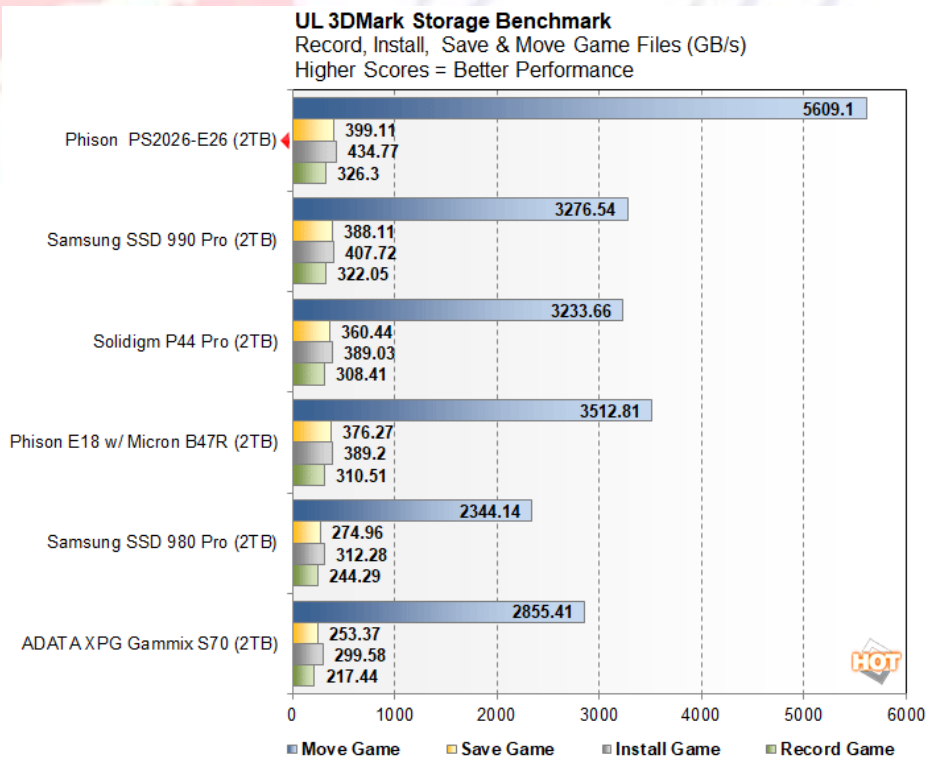 UL 3DMark Storage Benchmark
Record, Install, Save & Move Game Files (GB/s)
Higher Scores = Better Performance
5609.1
Phison PS2026-E26 (2TB)
399.11
434.77
326.3
3276.54
Samsung SSD 990 Pro (2TB)
388.11
407.72
322.05
3233.66
Solidigm P44 Pro (2TB)
360.44
389.03
308.41
3512.81
Phison E18 w/ Micron B47R (2TB)
376.27
389.2
310.51
2344.14
Samsung SSD 980 Pro (2TB)
274.96
312.28
244.29
2855.41
ADATA XPG Gammix S70 (2TB)
253.37
299.58
217.44
HOT
0 1000 2000 3000 4000 5000 6000
Move Game Save Game Install Game Record Game